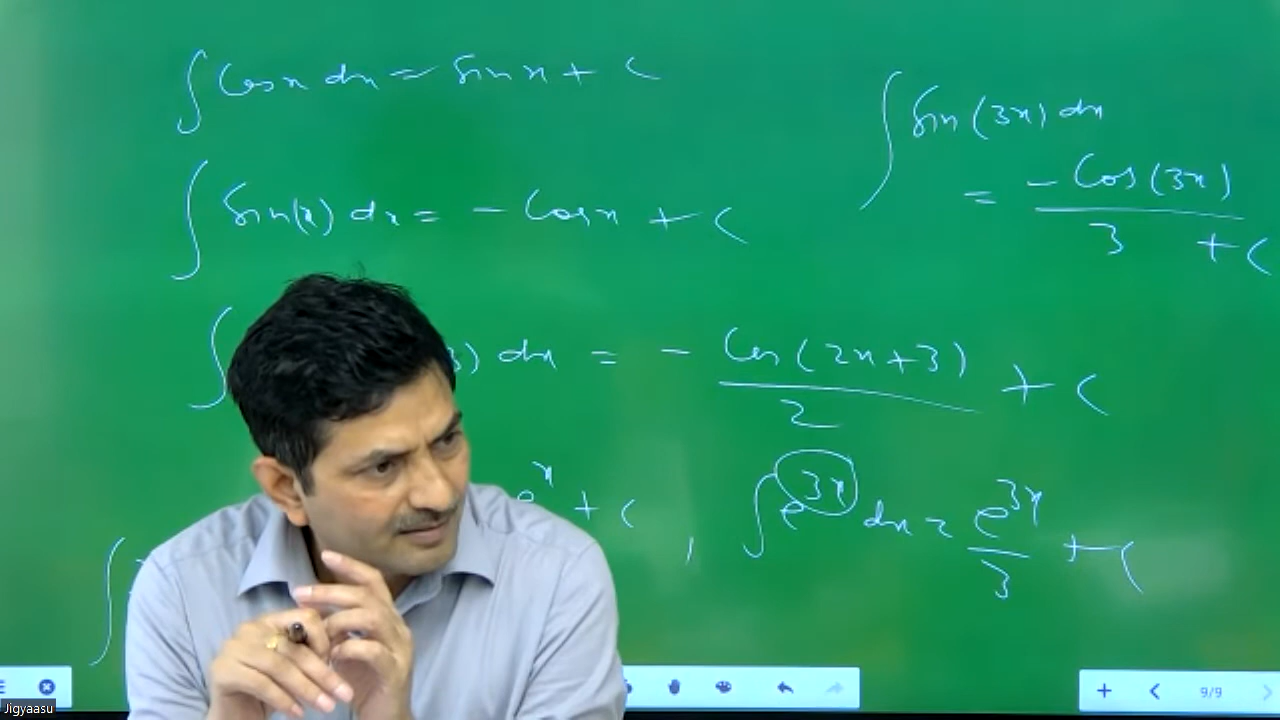 ∫ Cos x dx = Sin x + C
∫ Sin (3x) dx
= - Cos (3x) / 3 + C
∫ Sin(x) dx = - Cos x + C
∫ 3) dx = - Cos (2x+3) / 2 + C
e^x + C , ∫ e^3x dx = e^3x / 3 + C
∫
9/9
Jigyaasu